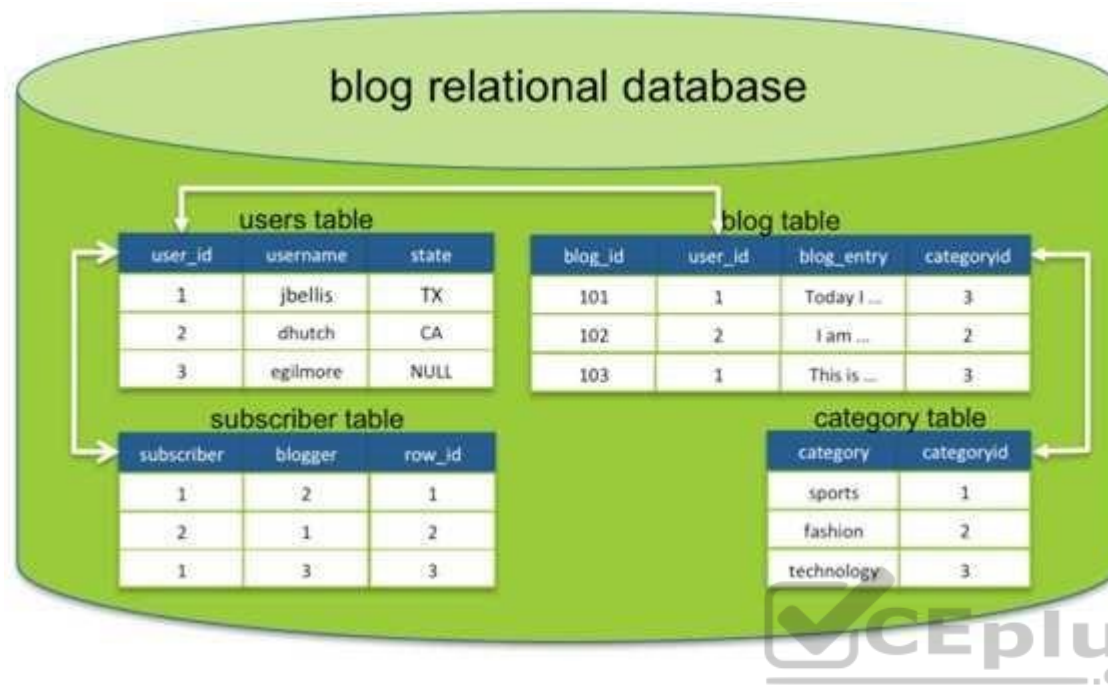 blog relational database
users table
user_id username state
1 jbellis TX
2 dhutch CA
3 egilmore NULL
blog table
blog_id user_id blog_entry categoryid
101 1 Today I ... 3
102 2 I am ... 2
103 1 This is ... 3
subscriber table
subscriber blogger row_id
1 2 1
2 1 2
1 3 3
category table
category categoryid
sports 1
fashion 2
technology 3
CEplu